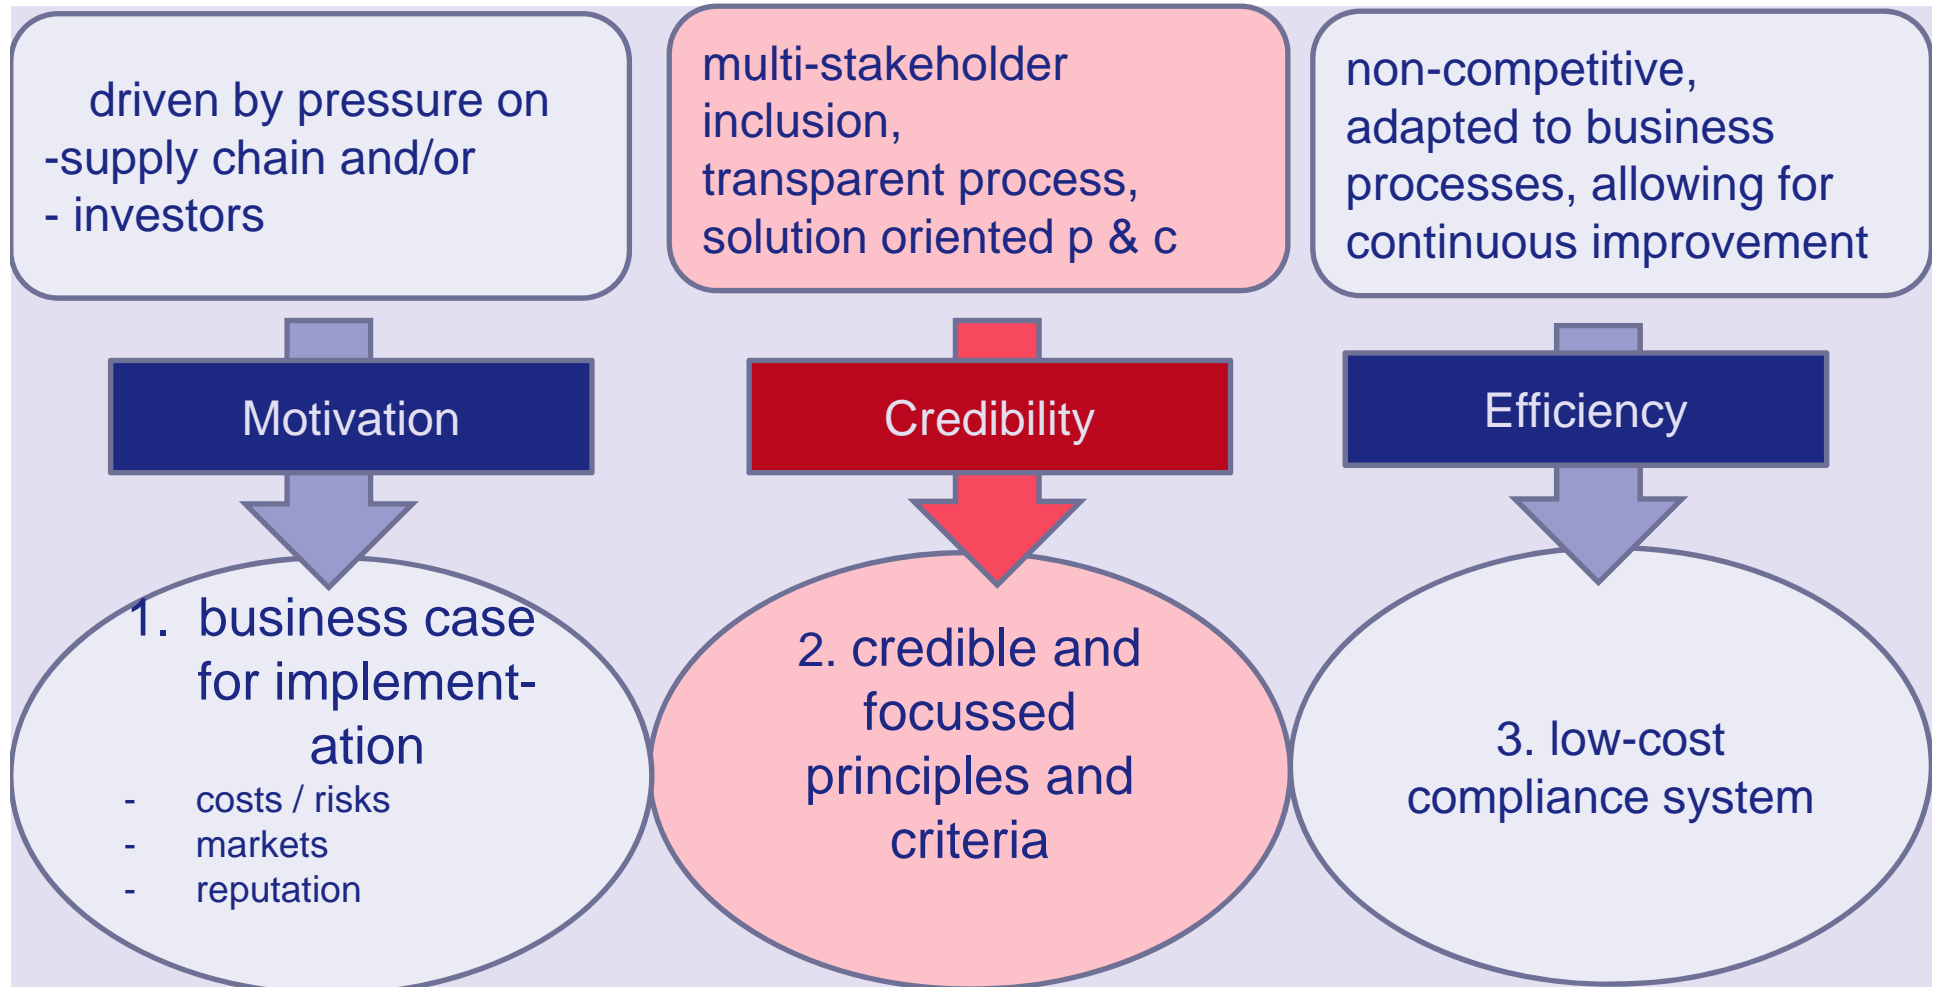 driven by pressure on
-supply chain and/or
- investors
multi-stakeholder
inclusion,
transparent process,
solution oriented p & c
non-competitive,
adapted to business
processes, allowing for
continuous improvement
Motivation
Credibility
Efficiency
1. business case
for implement-
ation
- costs / risks
- markets
- reputation
2. credible and
focussed
principles and
criteria
3. low-cost
compliance system